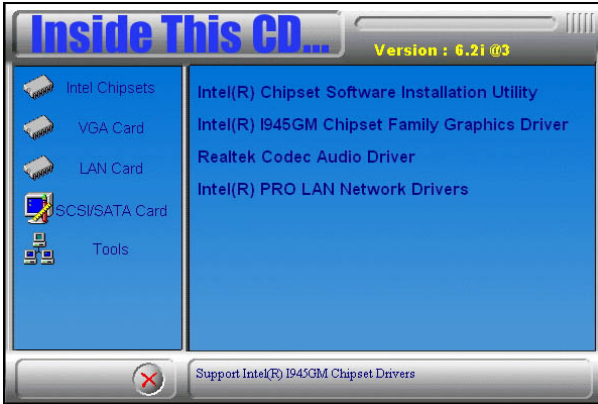 Inside This CD...
Version : 6.2i @3
Intel Chipsets
VGA Card
LAN Card
SCSI/SATA Card
Tools
Intel(R) Chipset Software Installation Utility
Intel(R) I945GM Chipset Family Graphics Driver
Realtek Codec Audio Driver
Intel(R) PRO LAN Network Drivers
Support Intel(R) I945GM Chipset Drivers